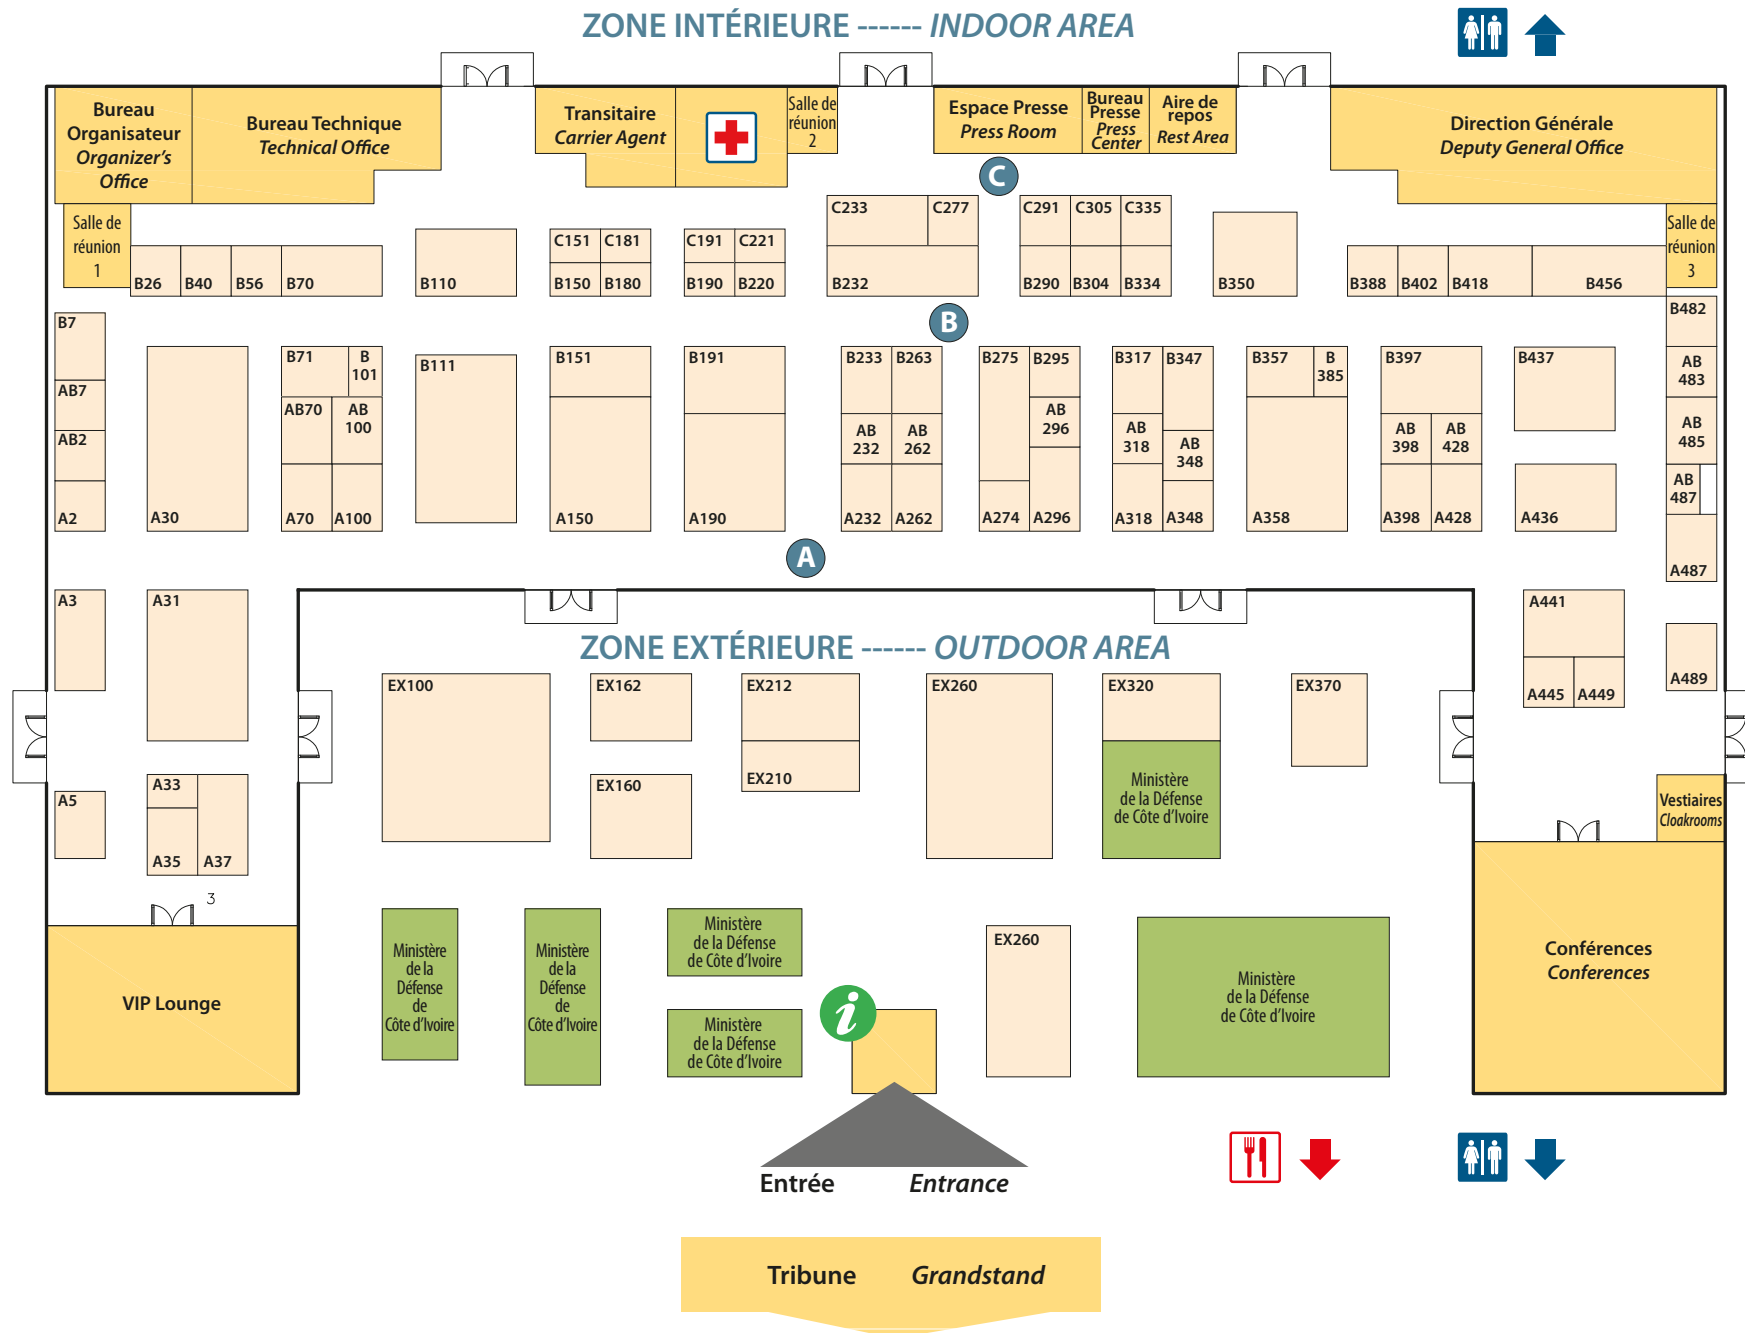 ZONE INTÉRIEURE ------ INDOOR AREA
Bureau
Organisateur
Organizer's
Office
Bureau Technique
Technical Office
Transitaire
Carrier Agent
Salle de
réunion
2
Espace Presse
Press Room
Bureau
Presse
Press
Center
Aire de
repos
Rest Area
Direction Générale
Deputy General Office
C
Salle de
réunion
1
B26
B40
B56
B70
B110
C151
C181
B150
B180
C191
C221
B190
B220
C233
C277
B232
C291
C305
C335
B290
B304
B334
B350
B388
B402
B418
B456
Salle de
réunion
3
B
B7
AB7
AB2
A2
A30
B71
B
101
AB70
AB
100
A70
A100
B111
B151
A150
B191
A190
B233
B263
AB
232
AB
262
A232
A262
B275
B295
AB
296
A274
A296
B317
B347
AB
318
AB
348
A318
A348
B357
B
385
A358
B397
AB
398
AB
428
A398
A428
B437
A436
B482
AB
483
AB
485
AB
487
A487
A
A3
A31
A5
A33
A35
A37
3
VIP Lounge
A441
A445
A449
A489
Vestiaires
Cloakrooms
Conférences
Conferences
ZONE EXTÉRIEURE ------ OUTDOOR AREA
EX100
EX162
EX160
EX212
EX210
EX260
EX320
Ministère
de la Défense
de Côte d'Ivoire
EX370
Ministère
de la
Défense
de
Côte d'Ivoire
Ministère
de la
Défense
de
Côte d'Ivoire
Ministère
de la Défense
de Côte d'Ivoire
Ministère
de la Défense
de Côte d'Ivoire
i
EX260
Ministère
de la Défense
de Côte d'Ivoire
Entrée Entrance
Tribune Grandstand